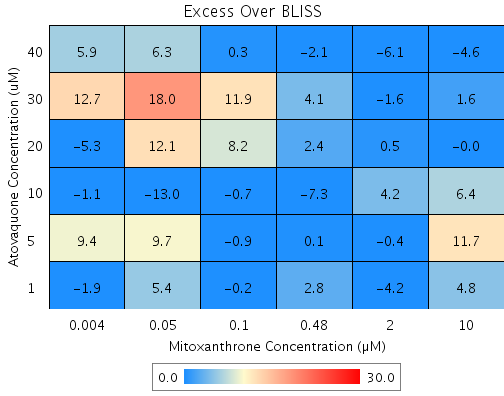 Excess Over BLISS
Atovaquone Concentration (uM)
40 5.9 6.3 0.3 −2.1 −6.1 −4.6
30 12.7 18.0 11.9 4.1 −1.6 1.6
20 −5.3 12.1 8.2 2.4 0.5 −0.0
10 −1.1 −13.0 −0.7 −7.3 4.2 6.4
5 9.4 9.7 −0.9 0.1 −0.4 11.7
1 −1.9 5.4 −0.2 2.8 −4.2 4.8
0.004 0.05 0.1 0.48 2 10
Mitoxanthrone Concentration (μM)
0.0 30.0